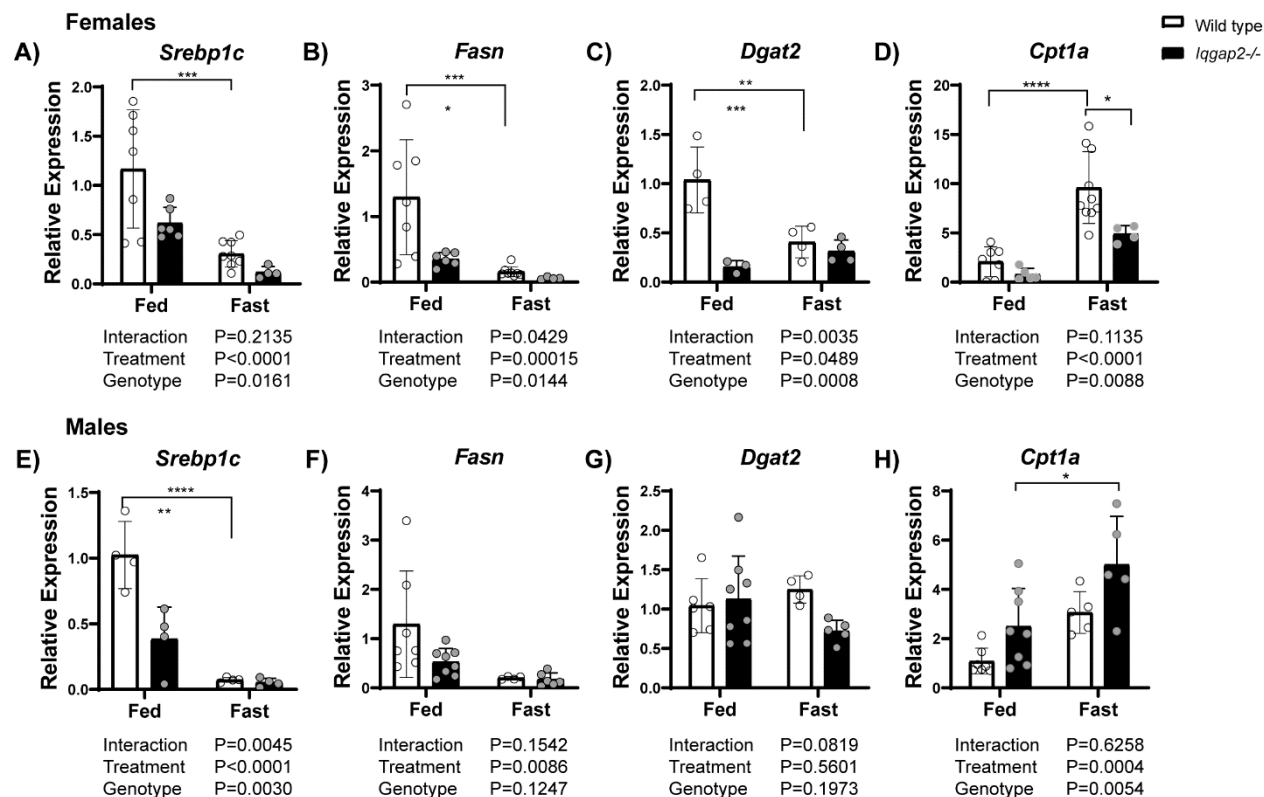 Females
Wild type
Iqgap2-/-
A) Srebp1c
***
Relative Expression
2.0
1.5
1.0
0.5
0.0
Fed Fast
Interaction P=0.2135
Treatment P<0.0001
Genotype P=0.0161
B) Fasn
***
*
Relative Expression
3
2
1
0
Fed Fast
Interaction P=0.0429
Treatment P=0.00015
Genotype P=0.0144
C) Dgat2
**
***
Relative Expression
2.0
1.5
1.0
0.5
0.0
Fed Fast
Interaction P=0.0035
Treatment P=0.0489
Genotype P=0.0008
D) Cpt1a
****
*
Relative Expression
20
15
10
5
0
Fed Fast
Interaction P=0.1135
Treatment P<0.0001
Genotype P=0.0088
Males
E) Srebp1c
****
**
Relative Expression
1.5
1.0
0.5
0.0
Fed Fast
Interaction P=0.0045
Treatment P<0.0001
Genotype P=0.0030
F) Fasn
Relative Expression
4
3
2
1
0
Fed Fast
Interaction P=0.1542
Treatment P=0.0086
Genotype P=0.1247
G) Dgat2
Relative Expression
2.5
2.0
1.5
1.0
0.5
0.0
Fed Fast
Interaction P=0.0819
Treatment P=0.5601
Genotype P=0.1973
H) Cpt1a
*
Relative Expression
8
6
4
2
0
Fed Fast
Interaction P=0.6258
Treatment P=0.0004
Genotype P=0.0054